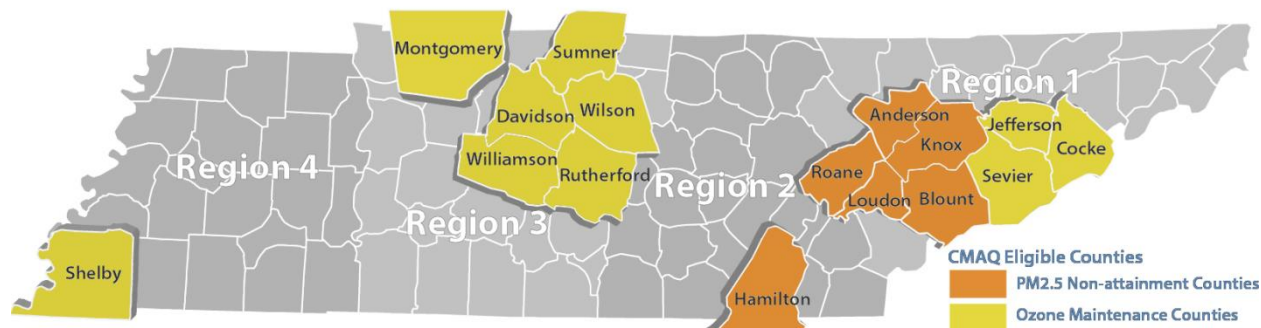 Montgomery
Sumner
Davidson
Wilson
Williamson
Rutherford
Region 4
Region 3
Region 2
Region 1
Shelby
Anderson
Knox
Jefferson
Cocke
Sevier
Roane
Loudon
Blount
Hamilton
CMAQ Eligible Counties
PM2.5 Non-attainment Counties
Ozone Maintenance Counties